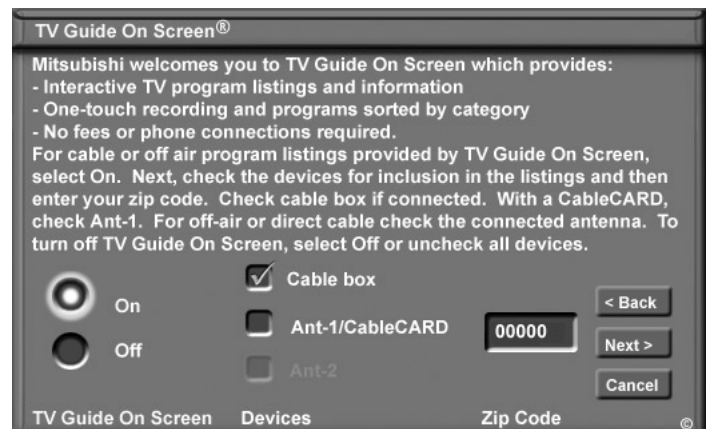 TV Guide On Screen®
Mitsubishi welcomes you to TV Guide On Screen which provides:
- Interactive TV program listings and information
- One-touch recording and programs sorted by category
- No fees or phone connections required.
For cable or off air program listings provided by TV Guide On Screen,
select On. Next, check the devices for inclusion in the listings and then
enter your zip code. Check cable box if connected. With a CableCARD,
check Ant-1. For off-air or direct cable check the connected antenna. To
turn off TV Guide On Screen, select Off or uncheck all devices.
On
Off
Cable box
Ant-1/CableCARD
Ant-2
00000
< Back
Next >
Cancel
TV Guide On Screen
Devices
Zip Code
©